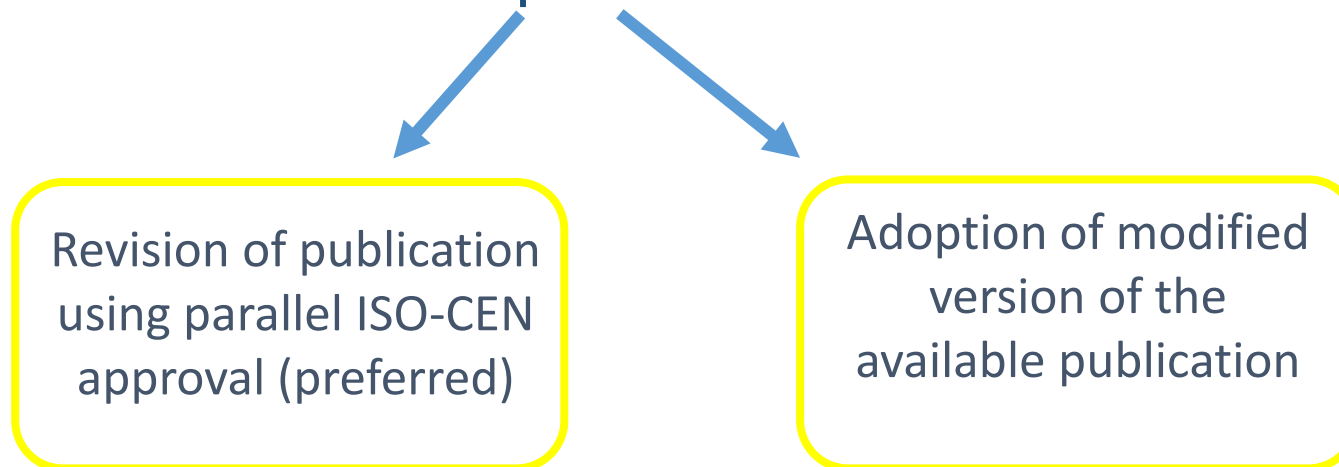 Revision of publication
using parallel ISO-CEN
approval (preferred)
Adoption of modified
version of the
available publication